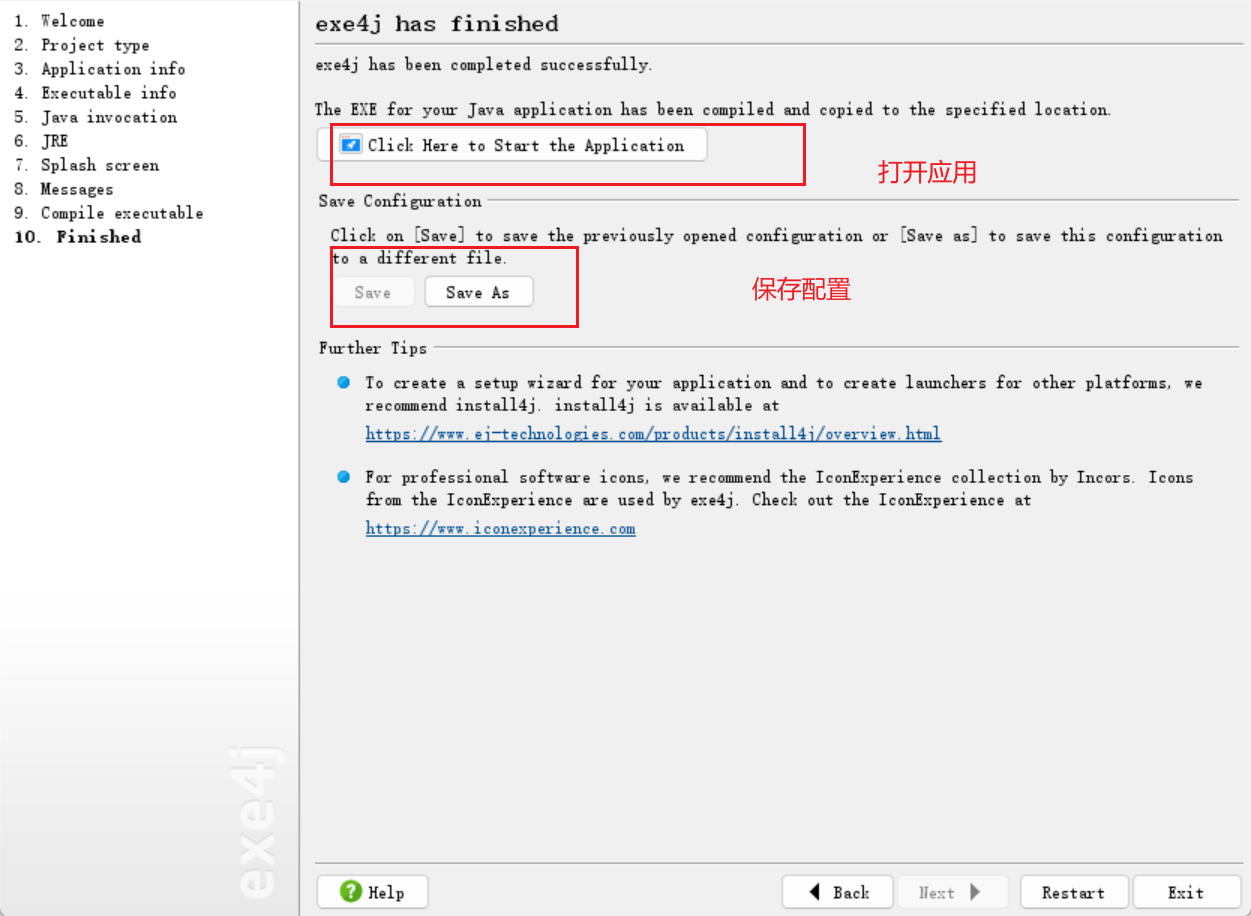 1. Welcome
2. Project type
3. Application info
4. Executable info
5. Java invocation
6. JRE
7. Splash screen
8. Messages
9. Compile executable
10. Finished
exe4j
exe4j has finished
exe4j has been completed successfully.
The EXE for your Java application has been compiled and copied to the specified location.
Click Here to Start the Application
打开应用
Save Configuration
Click on [Save] to save the previously opened configuration or [Save as] to save this configuration
to a different file.
Save
Save As
保存配置
Further Tips
To create a setup wizard for your application and to create launchers for other platforms, we
recommend install4j. install4j is available at
https://www.ej-technologies.com/products/install4j/overview.html
For professional software icons, we recommend the IconExperience collection by Incors. Icons
from the IconExperience are used by exe4j. Check out the IconExperience at
https://www.iconexperience.com
Help
Back
Next
Restart
Exit